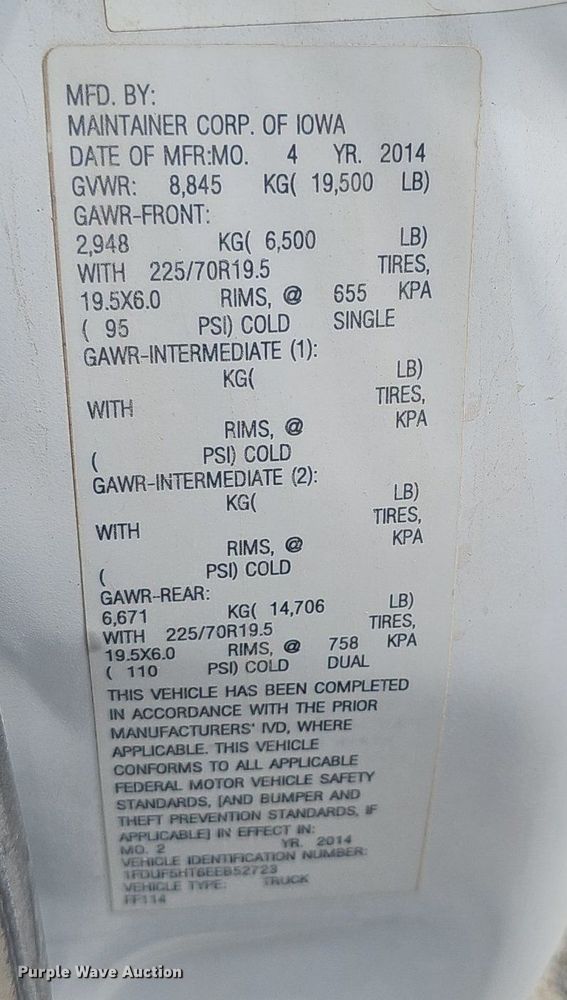 MFD. BY:
MAINTAINER CORP. OF IOWA
DATE OF MFR:MO. 4 YR. 2014
GVWR: 8,845 KG( 19,500 LB)
GAWR-FRONT:
2,948 KG( 6,500 LB)
WITH 225/70R19.5 TIRES,
19.5X6.0 RIMS, @ 655 KPA
( 95 PSI) COLD SINGLE
GAWR-INTERMEDIATE (1):
KG( LB)
WITH TIRES,
RIMS, @ KPA
( PSI) COLD
GAWR-INTERMEDIATE (2):
KG( LB)
WITH TIRES,
RIMS, @ KPA
( PSI) COLD
GAWR-REAR:
6,671 KG( 14,706 LB)
WITH 225/70R19.5 TIRES,
19.5X6.0 RIMS, @ 758 KPA
( 110 PSI) COLD DUAL
THIS VEHICLE HAS BEEN COMPLETED
IN ACCORDANCE WITH THE PRIOR
MANUFACTURERS' IVD, WHERE
APPLICABLE. THIS VEHICLE
CONFORMS TO ALL APPLICABLE
FEDERAL MOTOR VEHICLE SAFETY
STANDARDS, [AND BUMPER AND
THEFT PREVENTION STANDARDS, IF
APPLICABLE] IN EFFECT IN:
MO. 2 YR. 2014
VEHICLE IDENTIFICATION NUMBER:
1FDUF5HT6EEB52723
VEHICLE TYPE: TRUCK
FF114
Purple Wave Auction